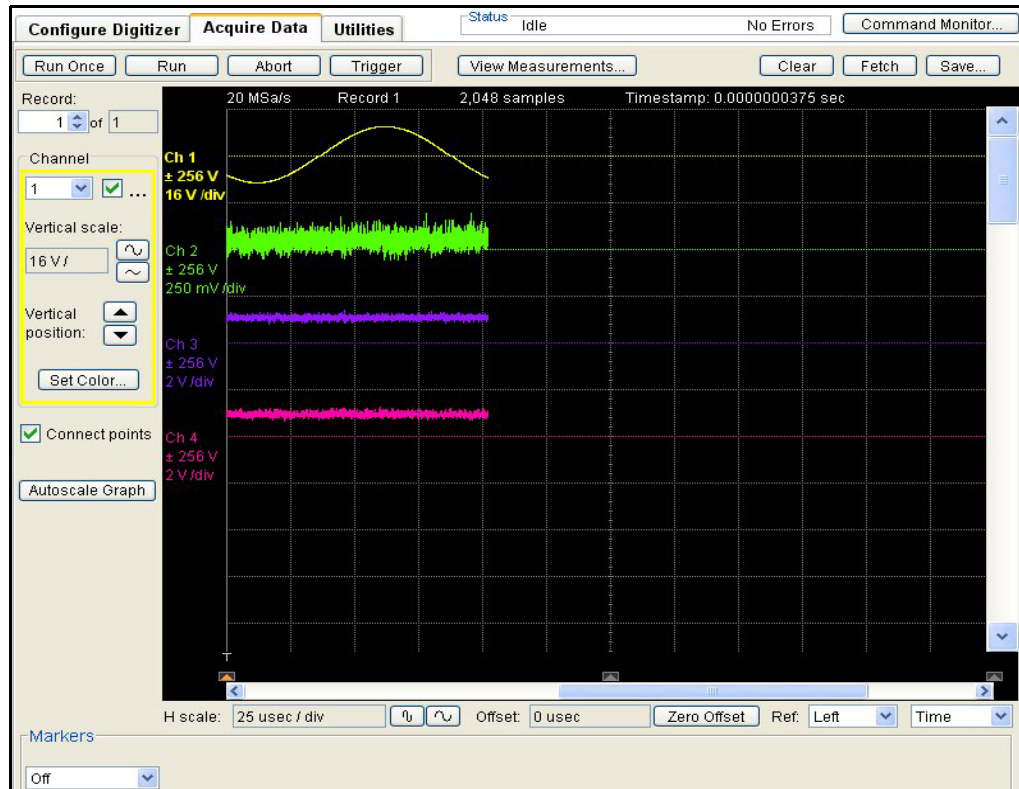 Configure Digitizer Acquire Data Utilities Status Idle No Errors Command Monitor...
Run Once Run Abort Trigger View Measurements... Clear Fetch Save...
Record:
1 of 1
20 MSa/s Record 1 2,048 samples Timestamp: 0.0000000375 sec
Channel
1 ...
Vertical scale:
16 V /
Vertical
position:
Set Color...
Connect points
Autoscale Graph
Ch 1
± 256 V
16 V /div
Ch 2
± 256 V
250 mV /div
Ch 3
± 256 V
2 V /div
Ch 4
± 256 V
2 V /div
T
H scale: 25 usec / div Offset: 0 usec Zero Offset Ref: Left Time
Markers
Off